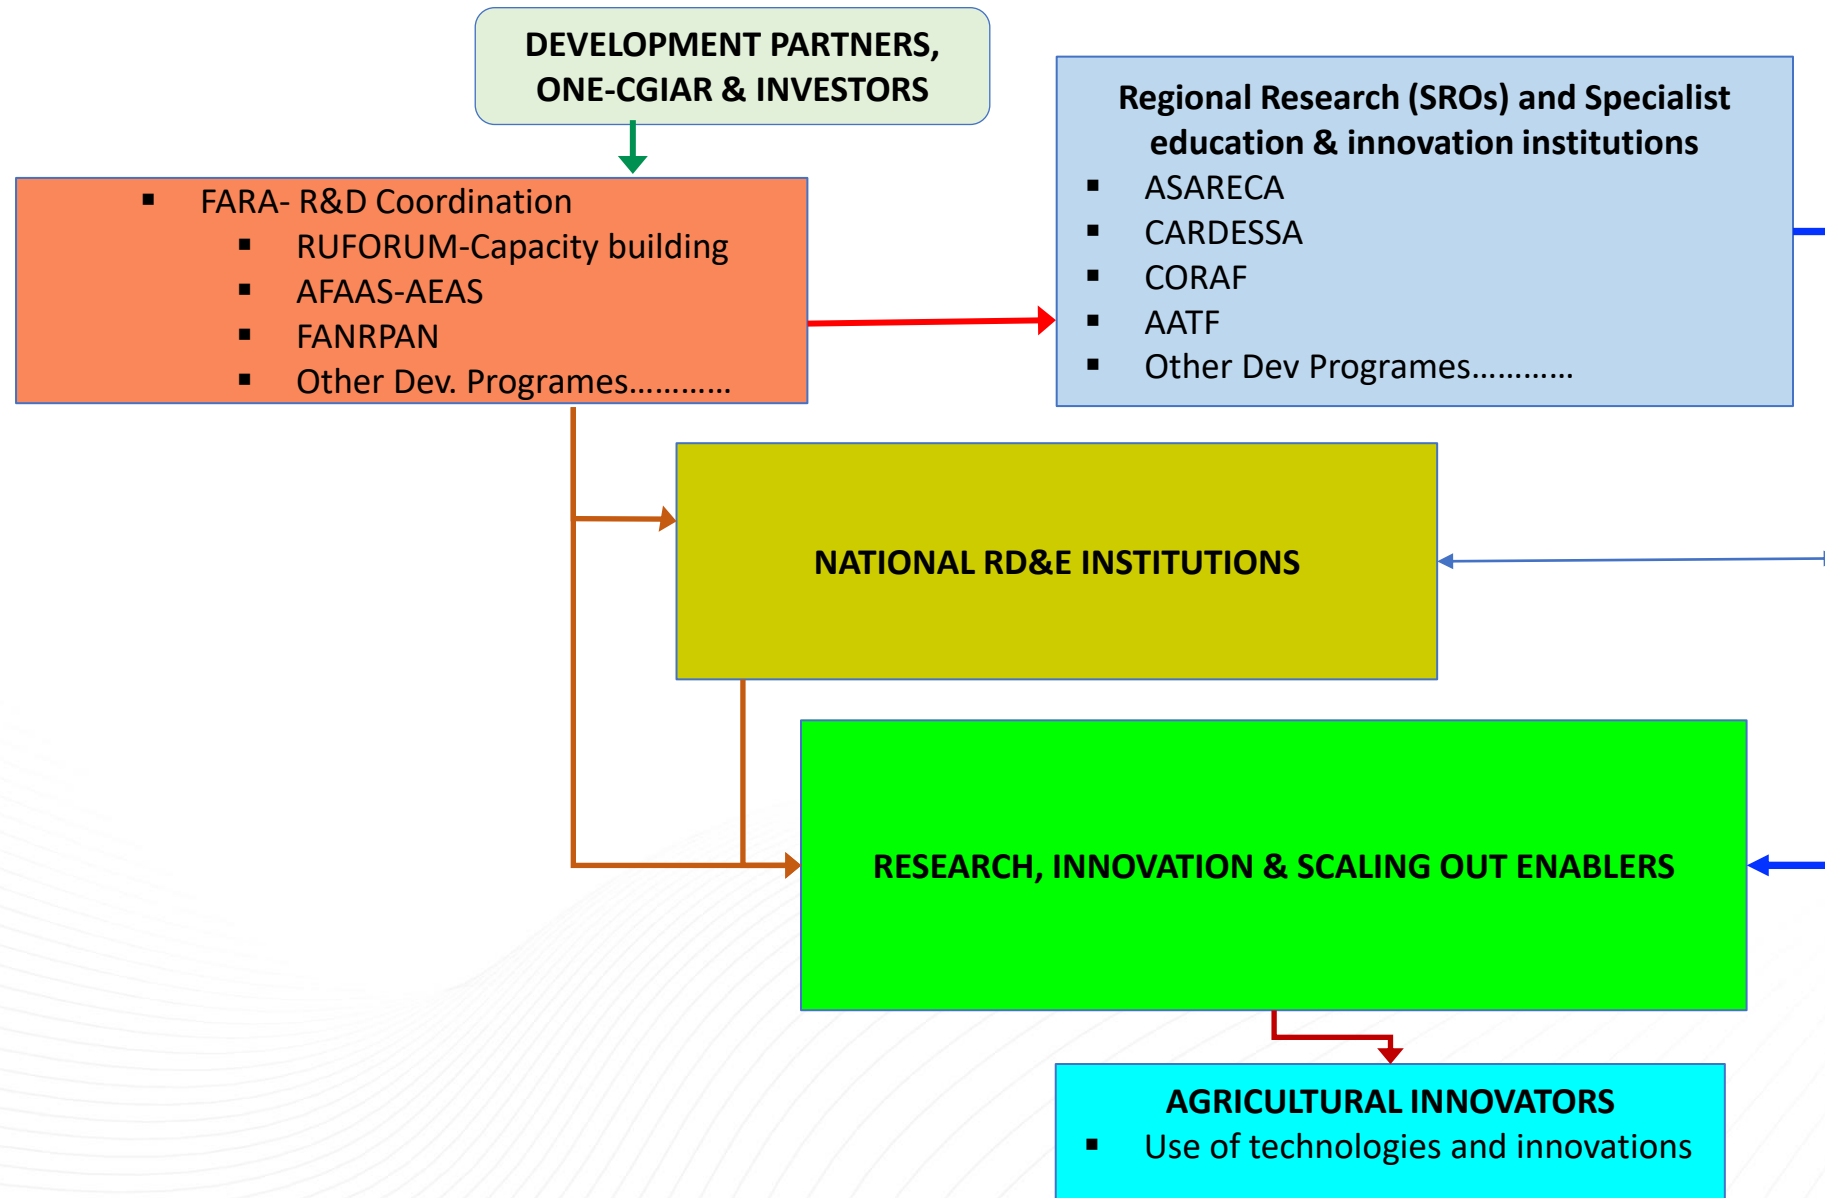 DEVELOPMENT PARTNERS,
ONE-CGIAR & INVESTORS
▪ FARA- R&D Coordination
▪ RUFORUM-Capacity building
▪ AFAAS-AEAS
▪ FANRPAN
▪ Other Dev. Programes…………
Regional Research (SROs) and Specialist
education & innovation institutions
▪ ASARECA
▪ CARDESSA
▪ CORAF
▪ AATF
▪ Other Dev Programes…………
NATIONAL RD&E INSTITUTIONS
RESEARCH, INNOVATION & SCALING OUT ENABLERS
AGRICULTURAL INNOVATORS
▪ Use of technologies and innovations